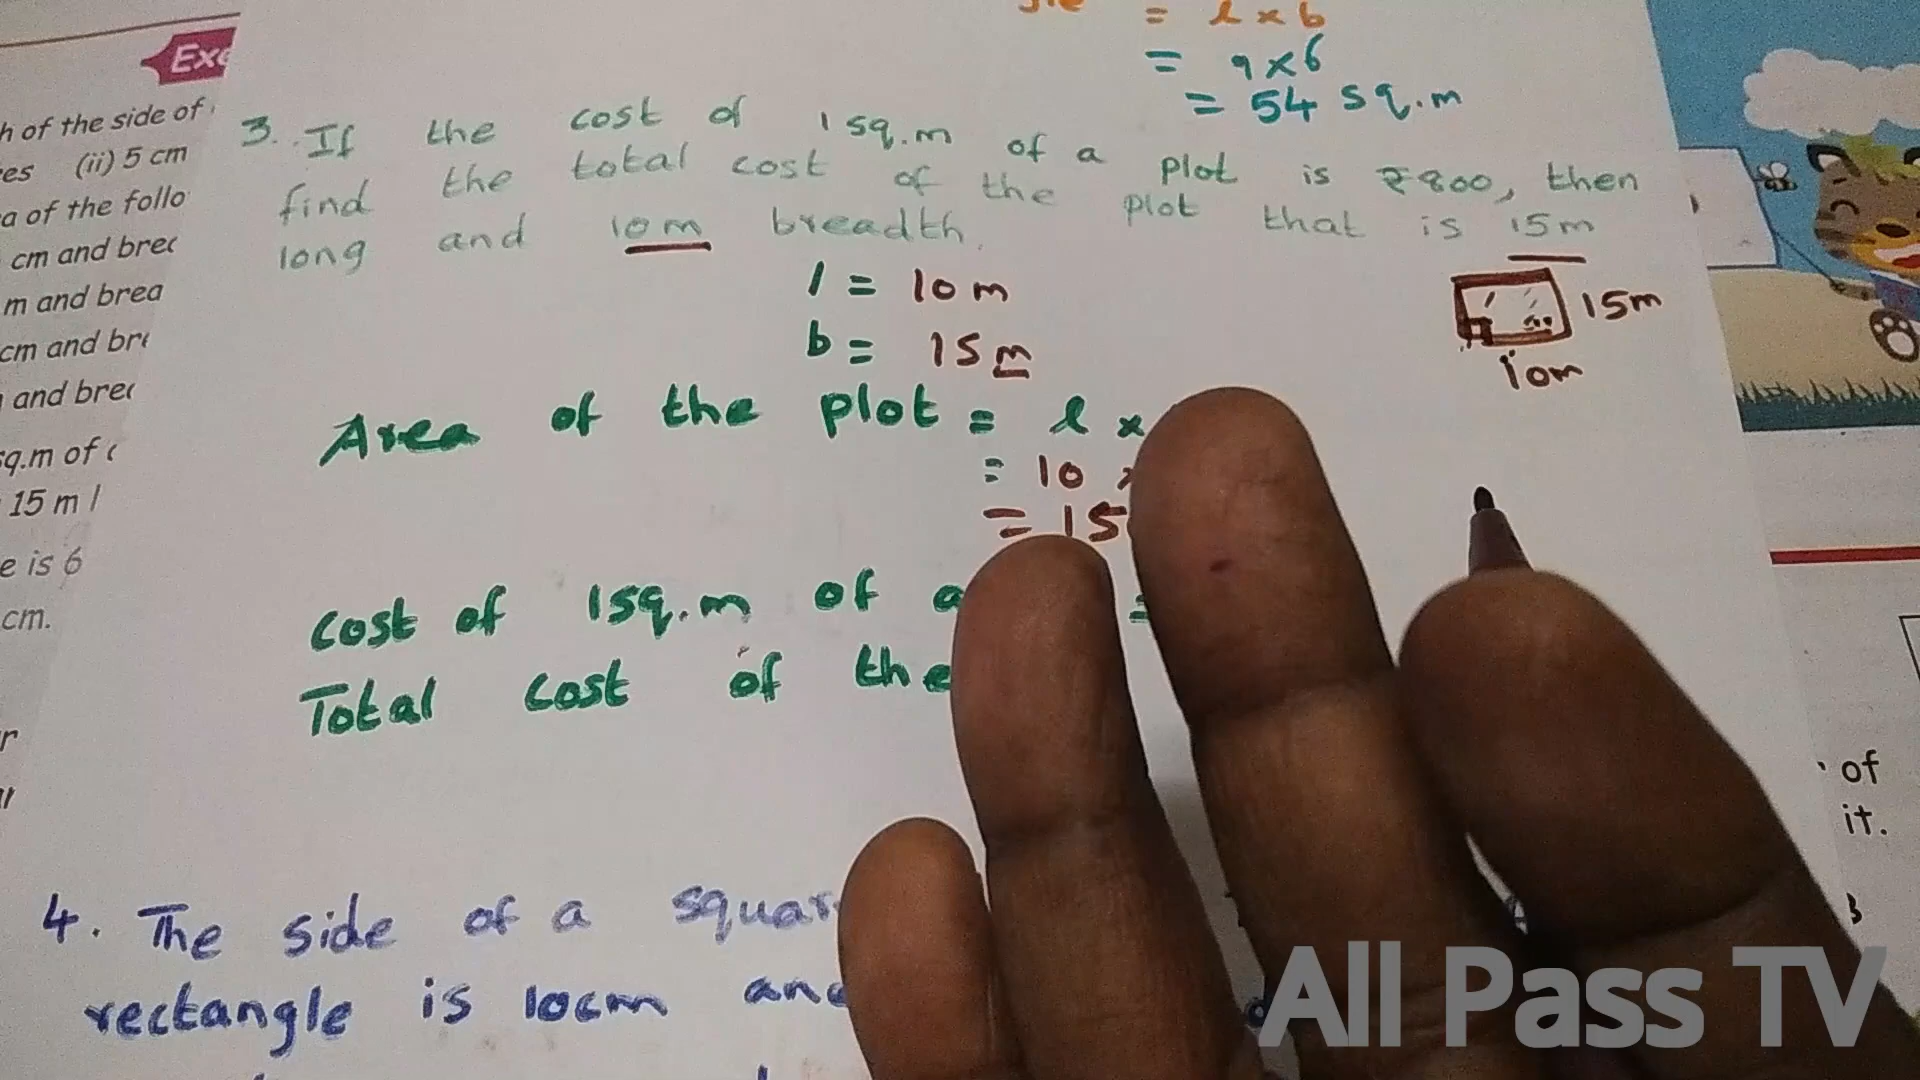 = l x b
= 9 x 6
= 54 sq.m
Exe
h of the side of
es (ii) 5 cm
a of the follo
cm and brec
m and brea
cm and bre
and brec
sq.m of
15 m l
e is 6
cm.
3. If the cost of 1sq.m of a plot is ₹800, then
find the total cost of the plot that is 15m
long and 10m breadth.
l = 10 m
b = 15 m
15m
10m
Area of the plot = l x
= 10 x
= 15
Cost of 1sq.m of a =
Total cost of the
4. The side of a squar
rectangle is 10cm and
of
it.
All Pass TV